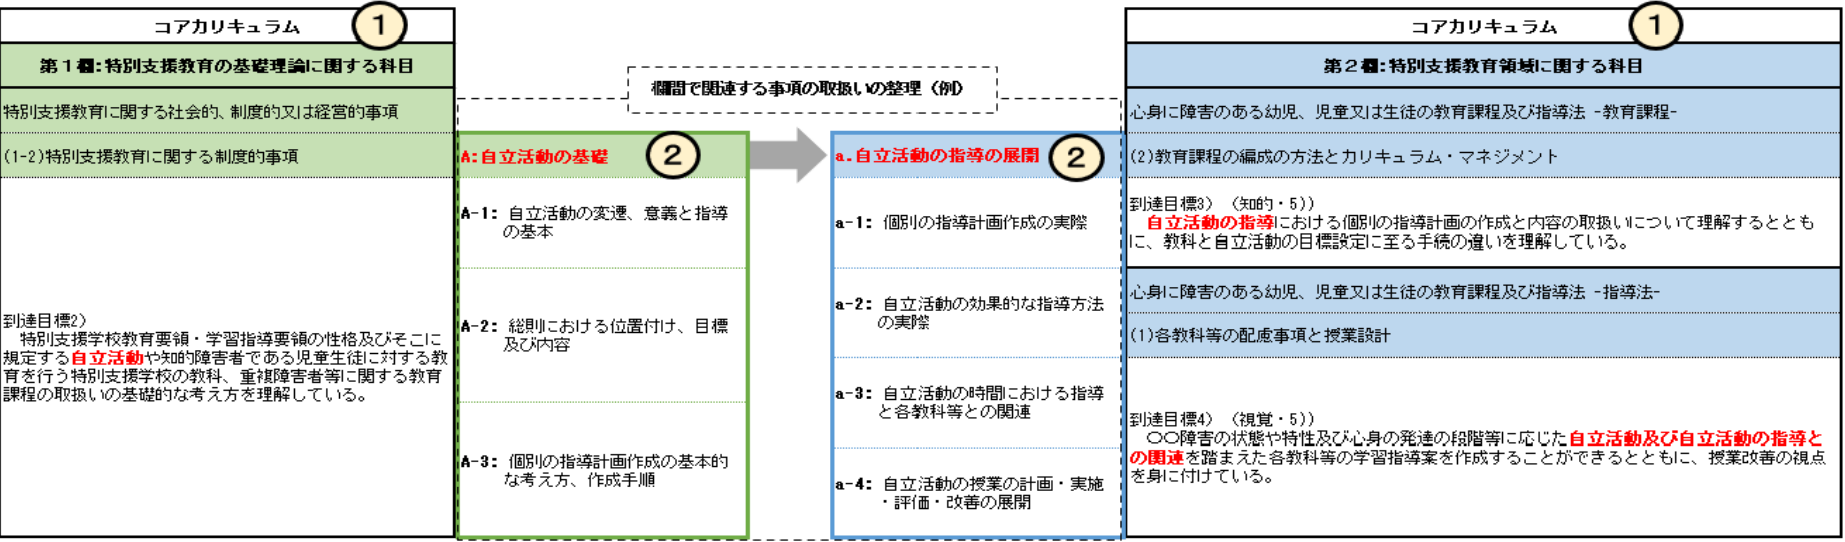 コアカリキュラム
①
第1欄:特別支援教育の基礎理論に関する科目
特別支援教育に関する社会的、制度的又は経営的事項
(1-2)特別支援教育に関する制度的事項
到達目標2)
特別支援学校教育要領・学習指導要領の性格及びそこに
規定する自立活動や知的障害者である児童生徒に対する教
育を行う特別支援学校の教科、重複障害者等に関する教育
課程の取扱いの基礎的な考え方を理解している。
欄間で関連する事項の取扱いの整理（例）
A:自立活動の基礎
②
A-1: 自立活動の変遷、意義と指導
の基本
A-2: 総則における位置付け、目標
及び内容
A-3: 個別の指導計画作成の基本的
な考え方、作成手順
a.自立活動の指導の展開
②
a-1: 個別の指導計画作成の実際
a-2: 自立活動の効果的な指導方法
の実際
a-3: 自立活動の時間における指導
と各教科等との関連
a-4: 自立活動の授業の計画・実施
・評価・改善の展開
コアカリキュラム
①
第2欄:特別支援教育領域に関する科目
心身に障害のある幼児、児童又は生徒の教育課程及び指導法 -教育課程-
(2)教育課程の編成の方法とカリキュラム・マネジメント
到達目標3) (知的・5))
自立活動の指導における個別の指導計画の作成と内容の取扱いについて理解するととも
に、教科と自立活動の目標設定に至る手続の違いを理解している。
心身に障害のある幼児、児童又は生徒の教育課程及び指導法 -指導法-
(1)各教科等の配慮事項と授業設計
到達目標4) (視覚・5))
〇〇障害の状態や特性及び心身の発達の段階等に応じた自立活動及び自立活動の指導と
の関連を踏まえた各教科等の学習指導案を作成することができるとともに、授業改善の視点
を身に付けている。